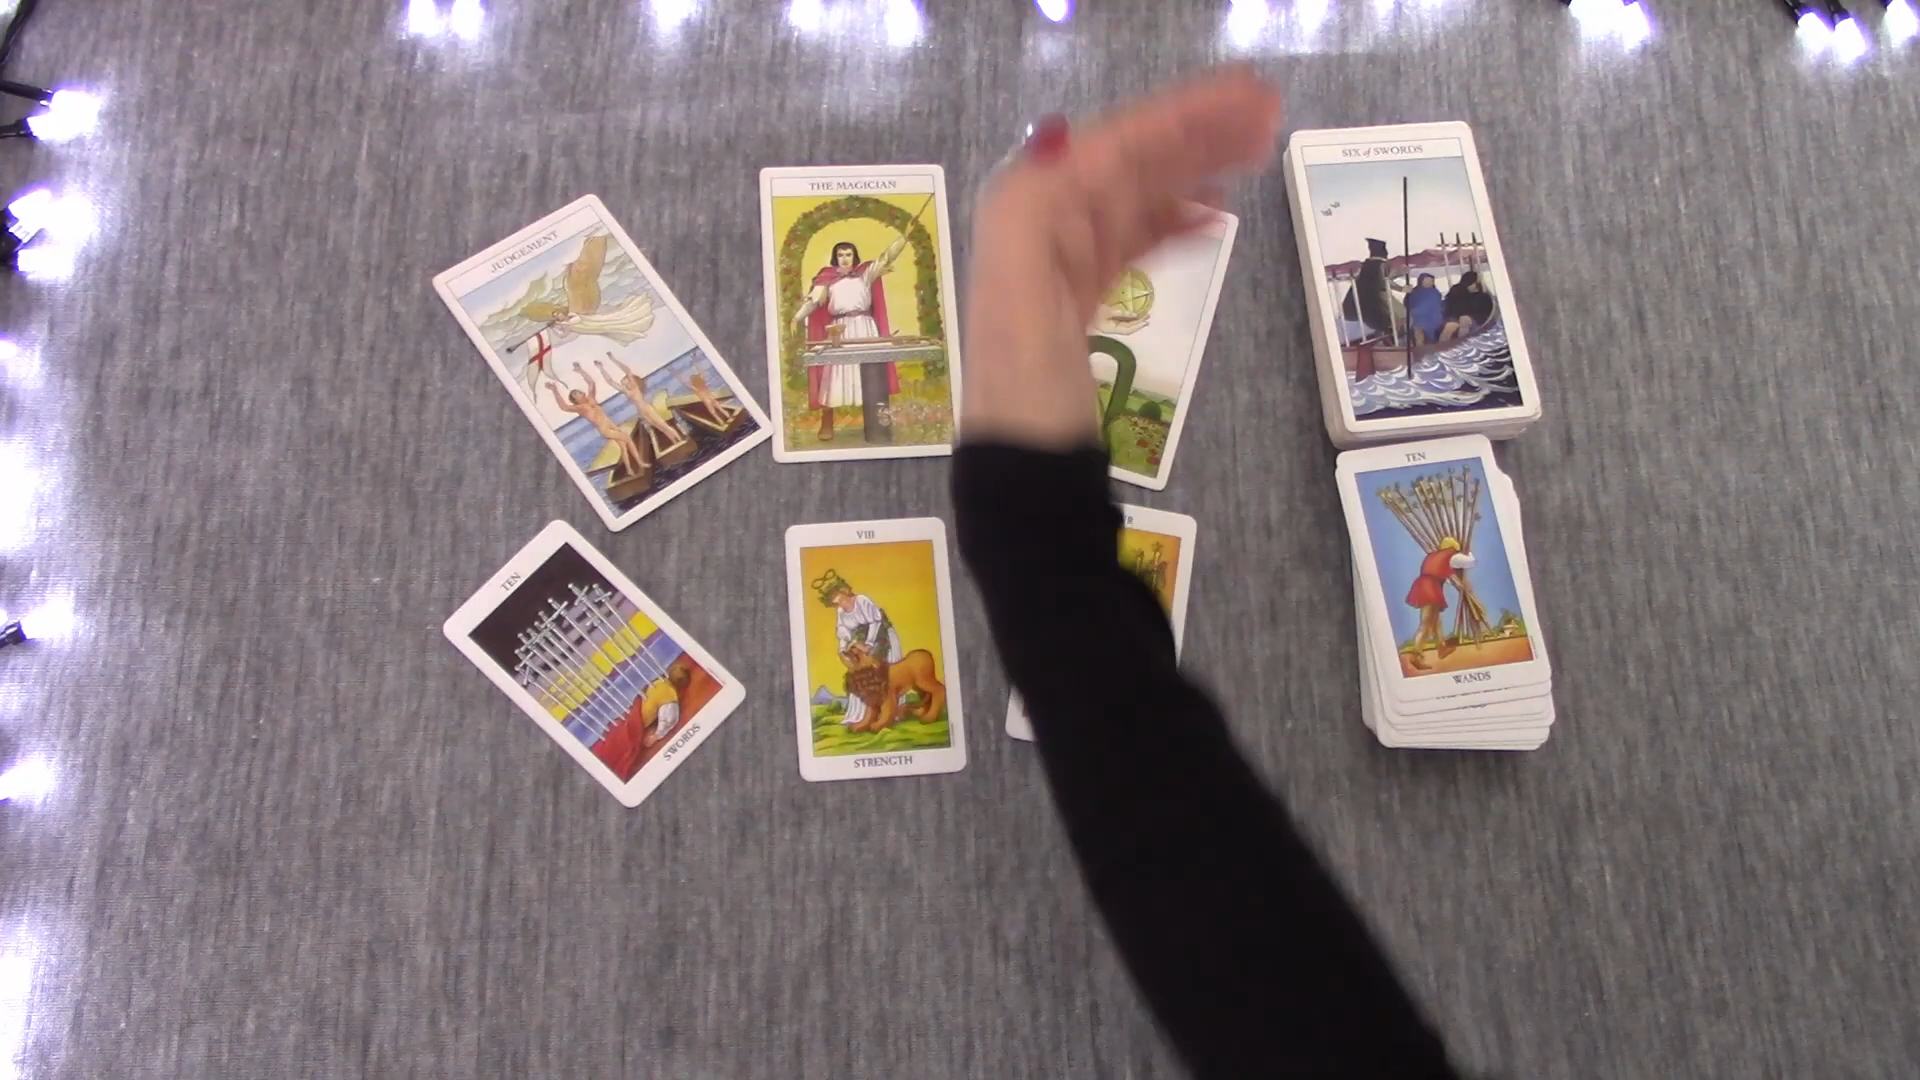 JUDGEMENT
THE MAGICIAN
SIX of SWORDS
TEN
SWORDS
VIII
STRENGTH
TEN
WANDS